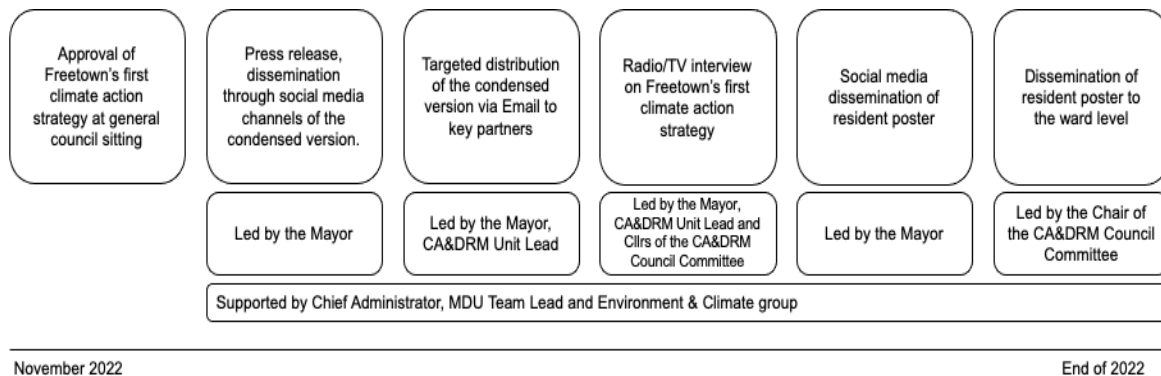 Approval of
Freetown's first
climate action
strategy at general
council sitting
Press release,
dissemination
through social media
channels of the
condensed version.
Targeted distribution
of the condensed
version via Email to
key partners
Radio/TV interview
on Freetown's first
climate action
strategy
Social media
dissemination of
resident poster
Dissemination of
resident poster to
the ward level
Led by the Mayor
Led by the Mayor,
CA&DRM Unit Lead
Led by the Mayor,
CA&DRM Unit Lead and
Cllrs of the CA&DRM
Council Committee
Led by the Mayor
Led by the Chair of
the CA&DRM Council
Committee
Supported by Chief Administrator, MDU Team Lead and Environment & Climate group
November 2022
End of 2022